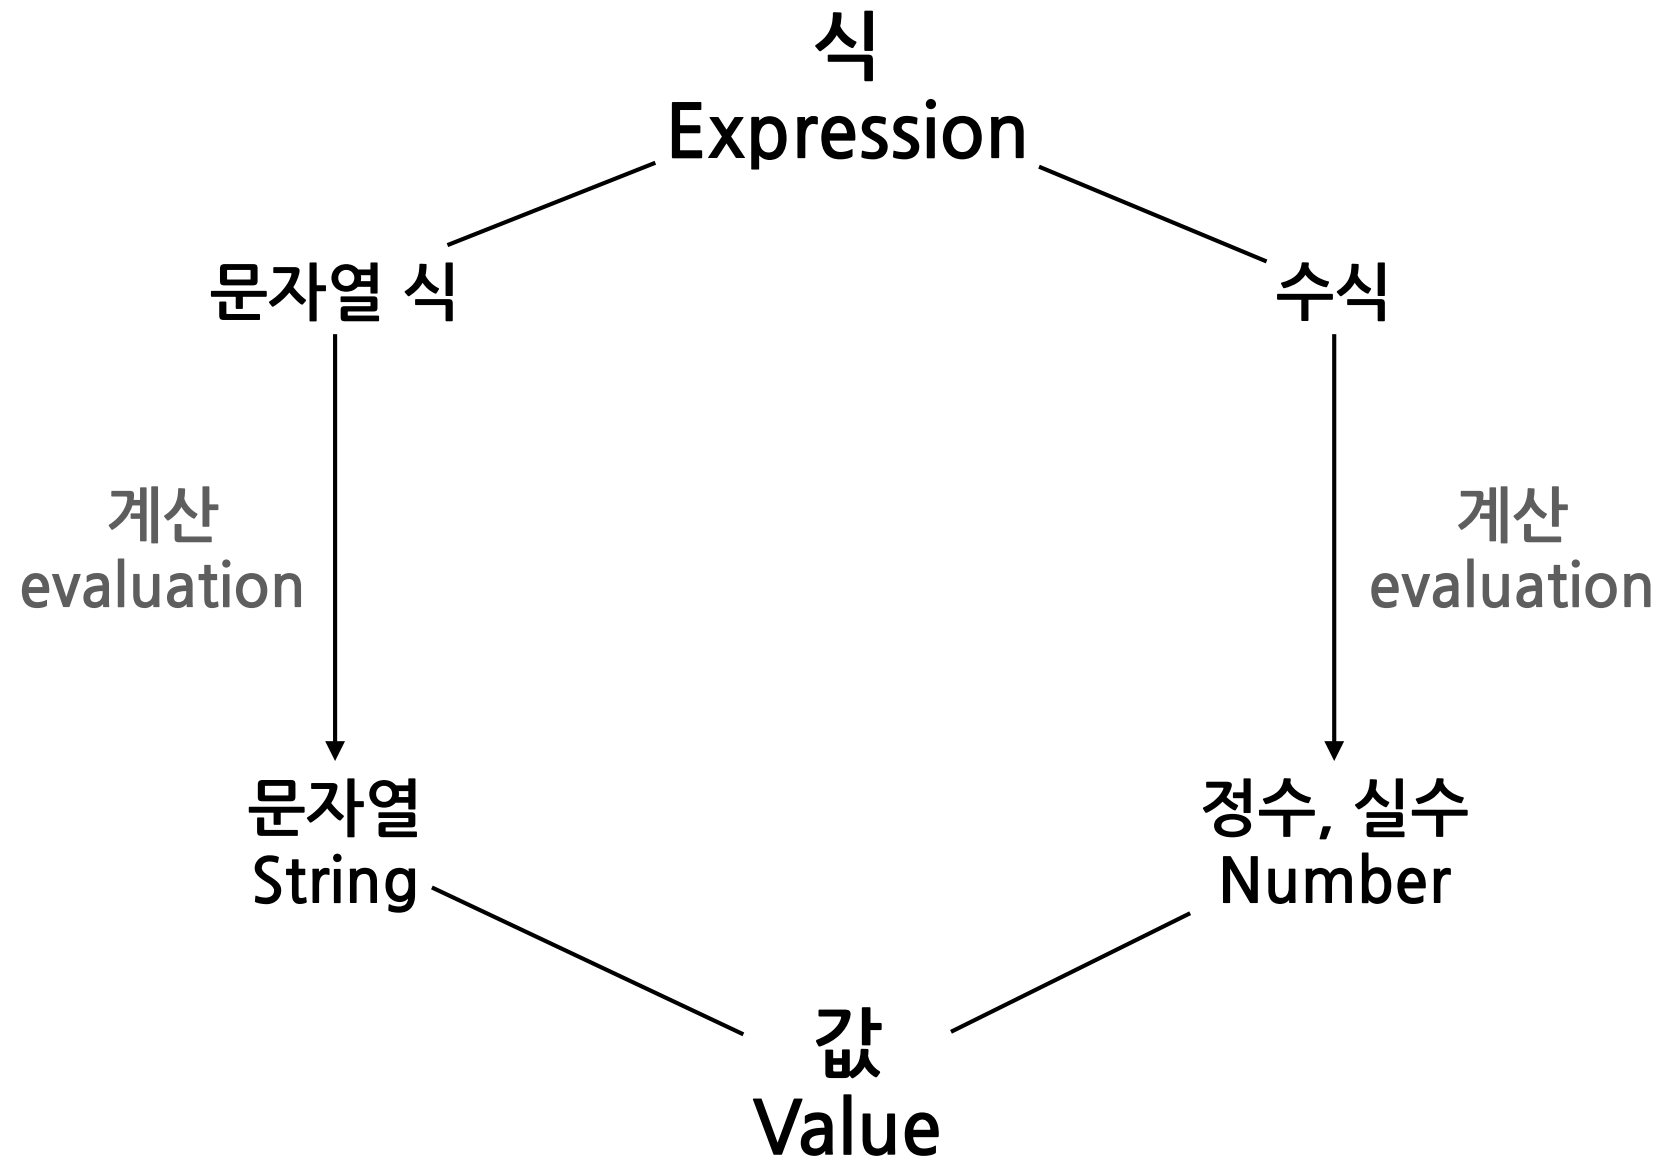 식
Expression
문자열 식
수식
계산
evaluation
계산
evaluation
문자열
String
정수, 실수
Number
값
Value